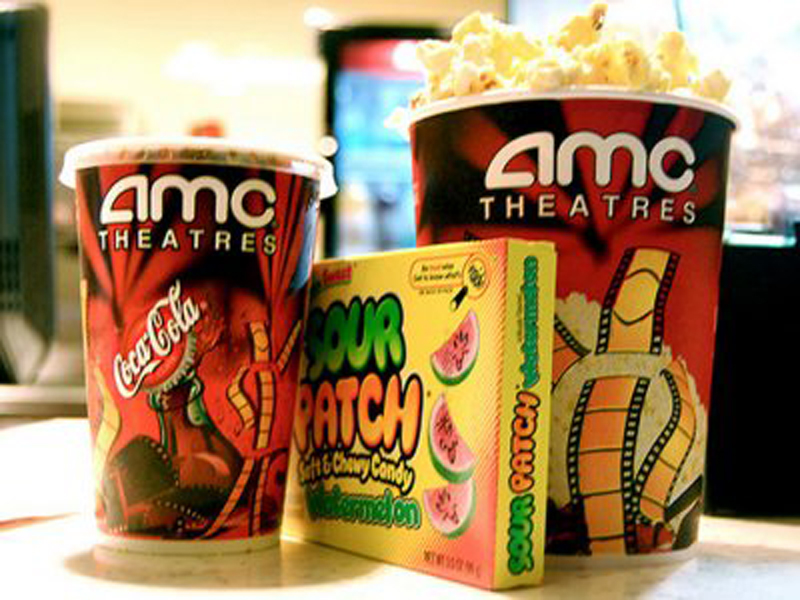 AMC
THEATRES
Coca-Cola
SOUR
PATCH
Soft & Chewy Candy
Watermelon
SOUR PATCH watermelon
AMC
THEATRES